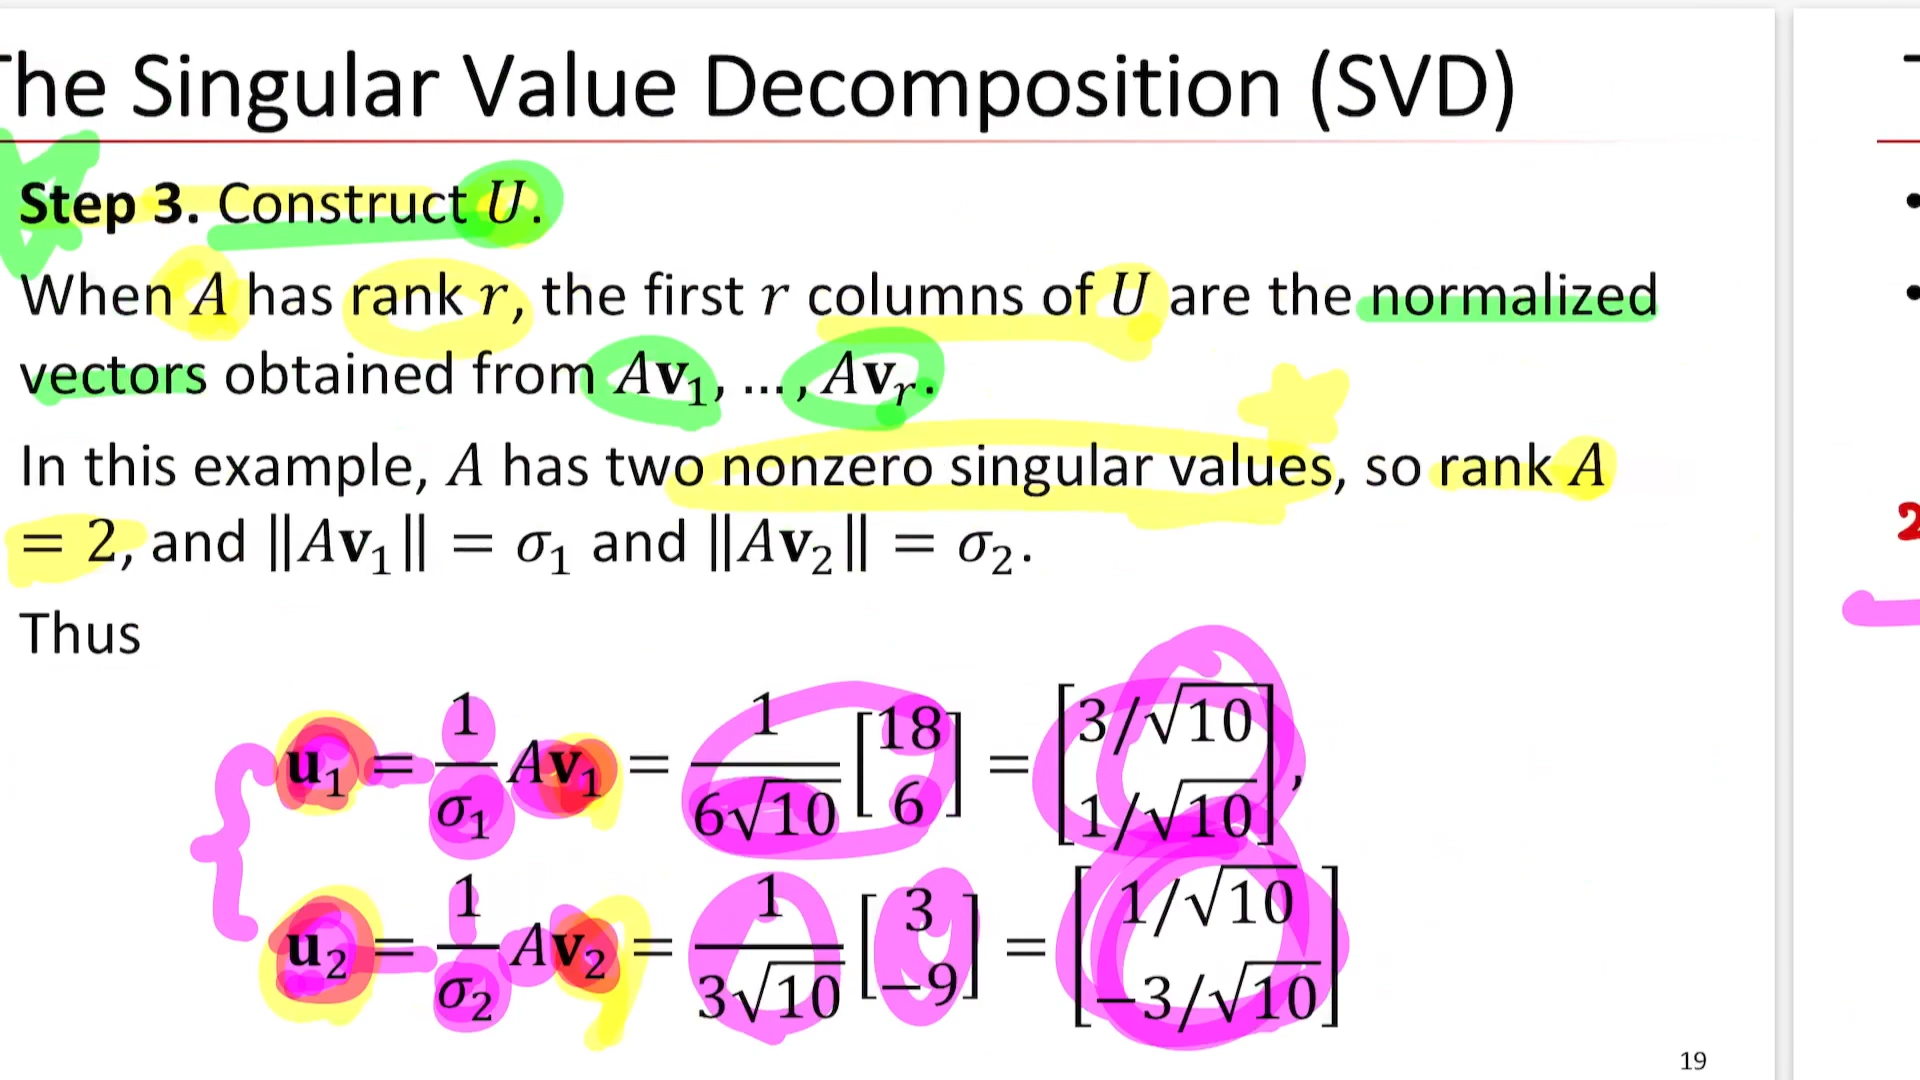 he Singular Value Decomposition (SVD)
Step 3. Construct U.
When A has rank r, the first r columns of U are the normalized
vectors obtained from Av₁, …, Avᵣ.
In this example, A has two nonzero singular values, so rank A
= 2, and ||Av₁|| = σ₁ and ||Av₂|| = σ₂.
Thus
u₁ = 1/σ₁ Av₁ = 1/(6√10) [18 6] = [3/√10 1/√10],
u₂ = 1/σ₂ Av₂ = 1/(3√10) [3 −9] = [1/√10 −3/√10]
19
2